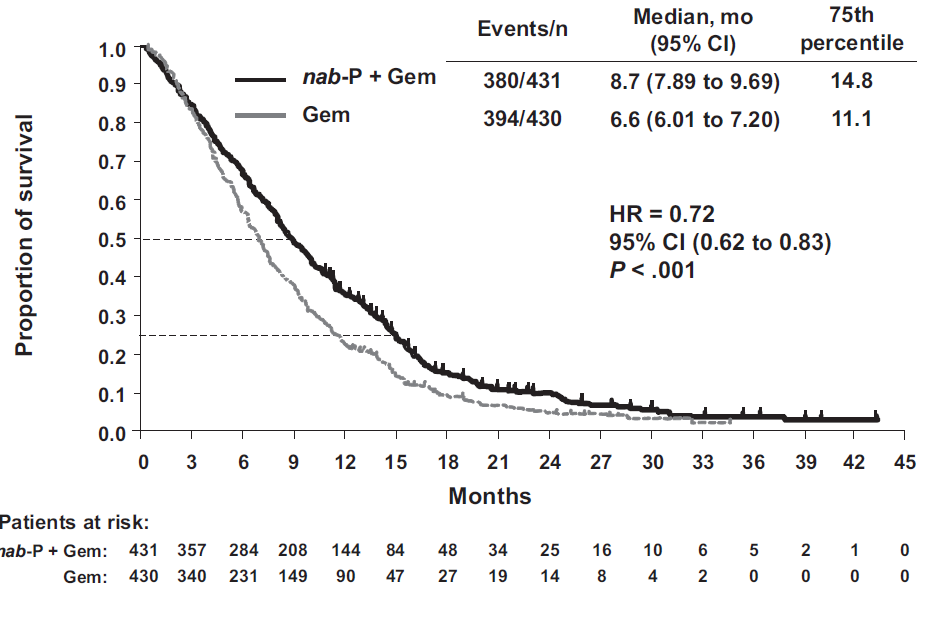 Events/n Median, mo (95% CI) 75th percentile
nab-P + Gem 380/431 8.7 (7.89 to 9.69) 14.8
Gem 394/430 6.6 (6.01 to 7.20) 11.1
HR = 0.72
95% CI (0.62 to 0.83)
P < .001
Proportion of survival
1.0
0.9
0.8
0.7
0.6
0.5
0.4
0.3
0.2
0.1
0.0
0 3 6 9 12 15 18 21 24 27 30 33 36 39 42 45
Months
Patients at risk:
nab-P + Gem: 431 357 284 208 144 84 48 34 25 16 10 6 5 2 1 0
Gem: 430 340 231 149 90 47 27 19 14 8 4 2 0 0 0 0